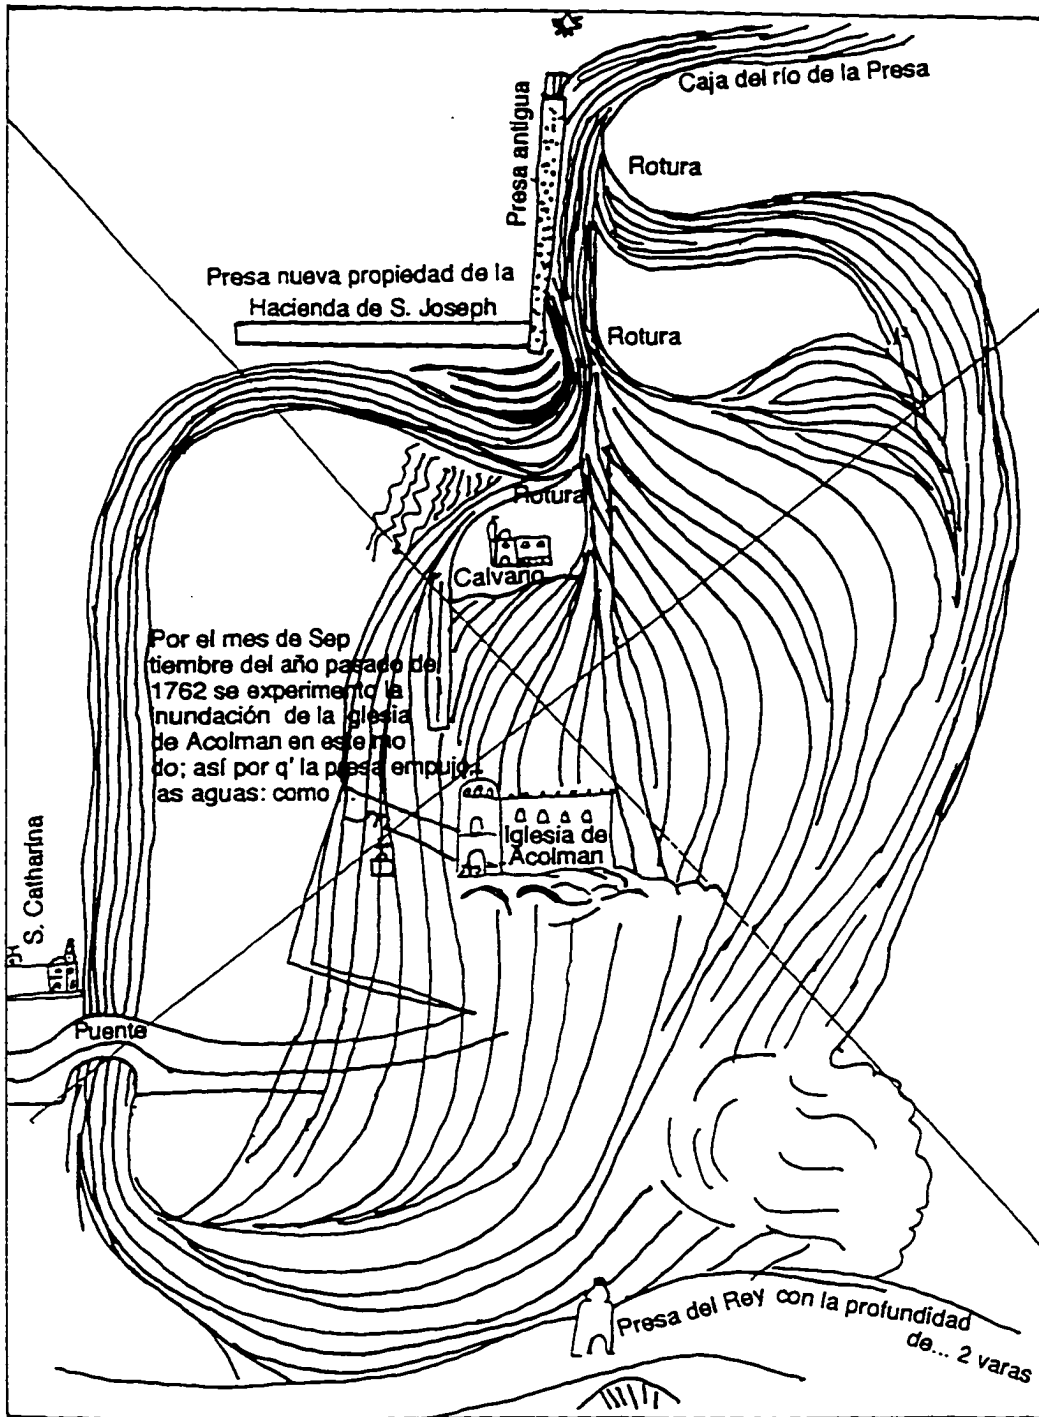 Caja del río de la Presa
Presa antigua
Rotura
Presa nueva propiedad de la
Hacienda de S. Joseph
Rotura
Rotura
Calvario
Por el mes de Sep
tiembre del año pasado de
1762 se experimento la
nundación de la iglesia
de Acolman en este mo
do; así por q' la presa empujo
as aguas: como
Iglesia de
Acolman
S. Catharina
Puente
Presa del Rey con la profundidad
de... 2 varas